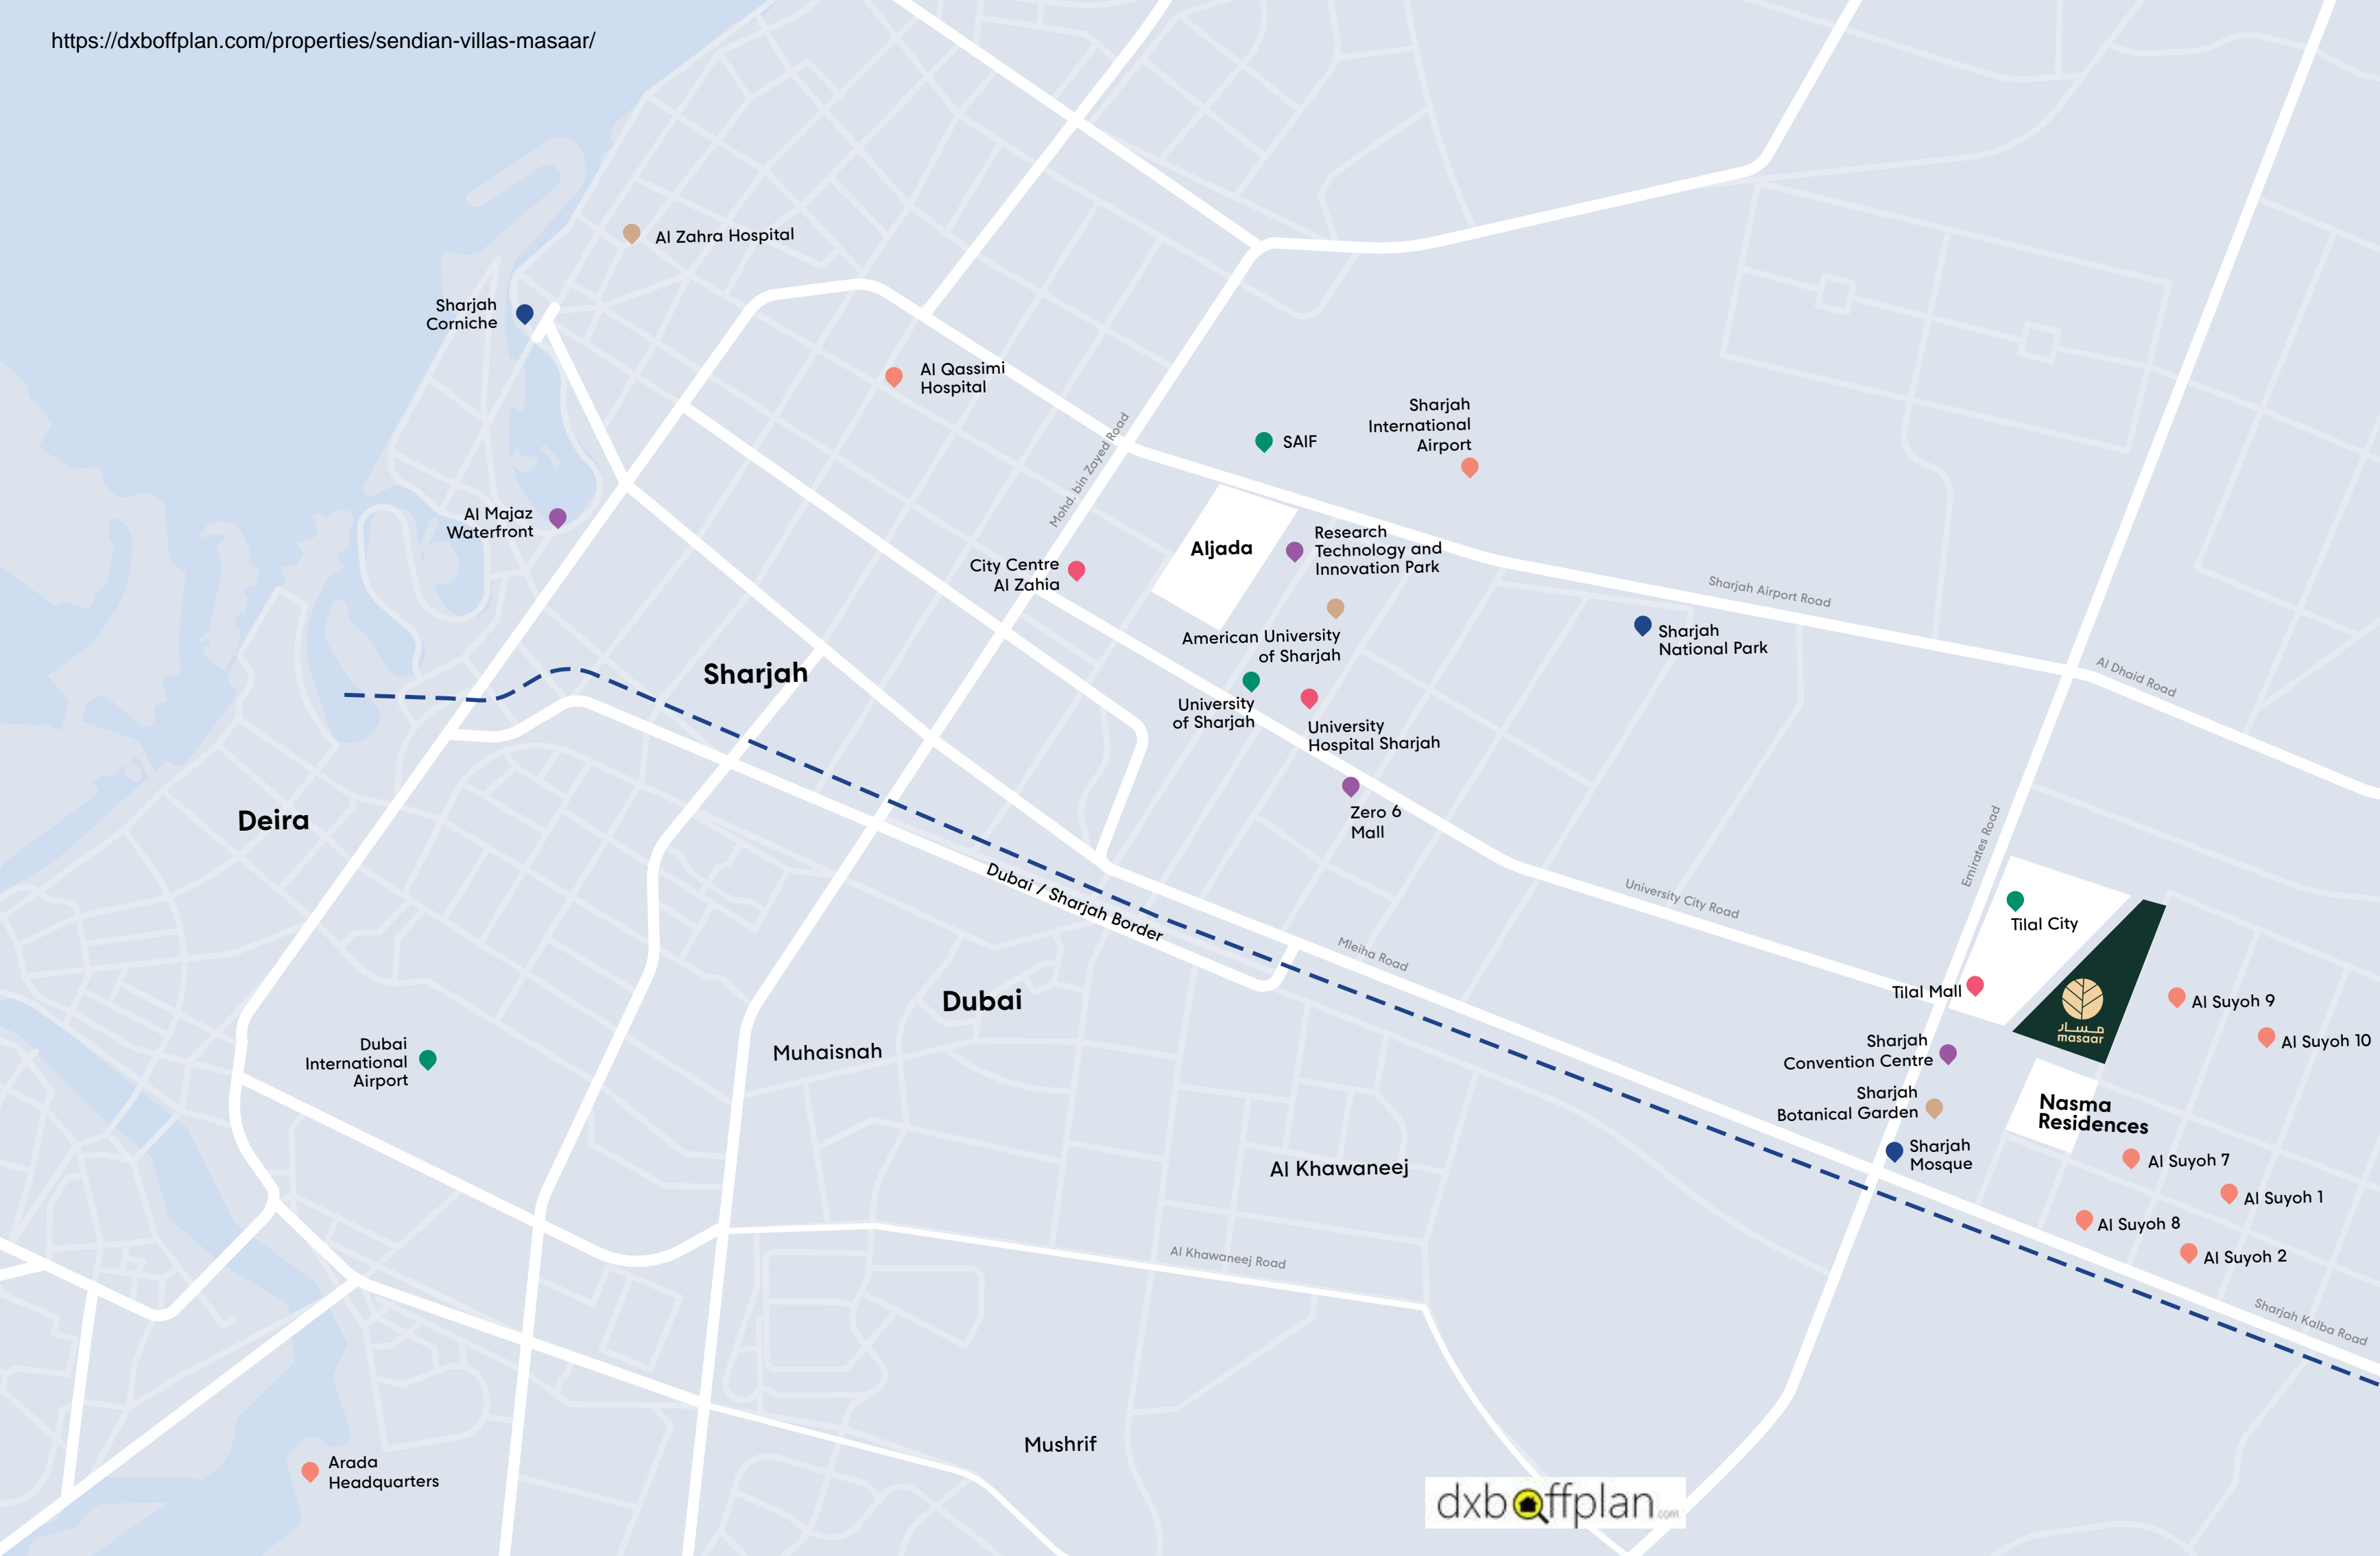 https://dxboffplan.com/properties/sendian-villas-masaar/
Al Zahra Hospital
Sharjah
Corniche
Al Qassimi
Hospital
Mohd. bin Zayed Road
SAIF
Sharjah
International
Airport
Al Majaz
Waterfront
Aljada
Research
Technology and
Innovation Park
City Centre
Al Zahia
Sharjah Airport Road
American University
of Sharjah
Sharjah
National Park
Sharjah
University
of Sharjah
University
Hospital Sharjah
Al Dhaid Road
Deira
Zero 6
Mall
Emirates Road
Dubai / Sharjah Border
University City Road
Tilal City
Mleiha Road
Tilal Mall
Dubai
مسار
masaar
Al Suyoh 9
Al Suyoh 10
Muhaisnah
Dubai
International
Airport
Sharjah
Convention Centre
Sharjah
Botanical Garden
Nasma
Residences
Sharjah
Mosque
Al Khawaneej
Al Suyoh 7
Al Suyoh 1
Al Suyoh 8
Al Suyoh 2
Al Khawaneej Road
Sharjah Kalba Road
Mushrif
Arada
Headquarters
dxboffplan.com